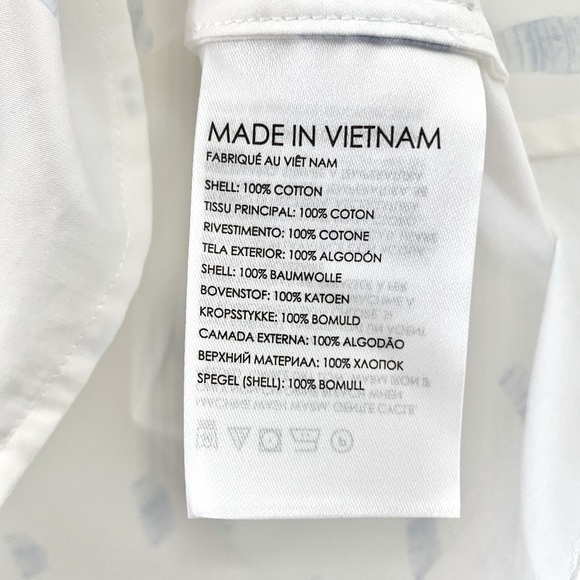 MADE IN VIETNAM
FABRIQUÉ AU VIÊT NAM
SHELL: 100% COTTON
TISSU PRINCIPAL: 100% COTON
RIVESTIMENTO: 100% COTONE
TELA EXTERIOR: 100% ALGODÓN
SHELL: 100% BAUMWOLLE
BOVENSTOF: 100% KATOEN
KROPSSTYKKE: 100% BOMULD
CAMADA EXTERNA: 100% ALGODÃO
ВЕРХНИЙ МАТЕРИАЛ: 100% ХЛОПОК
SPEGEL (SHELL): 100% BOMULL